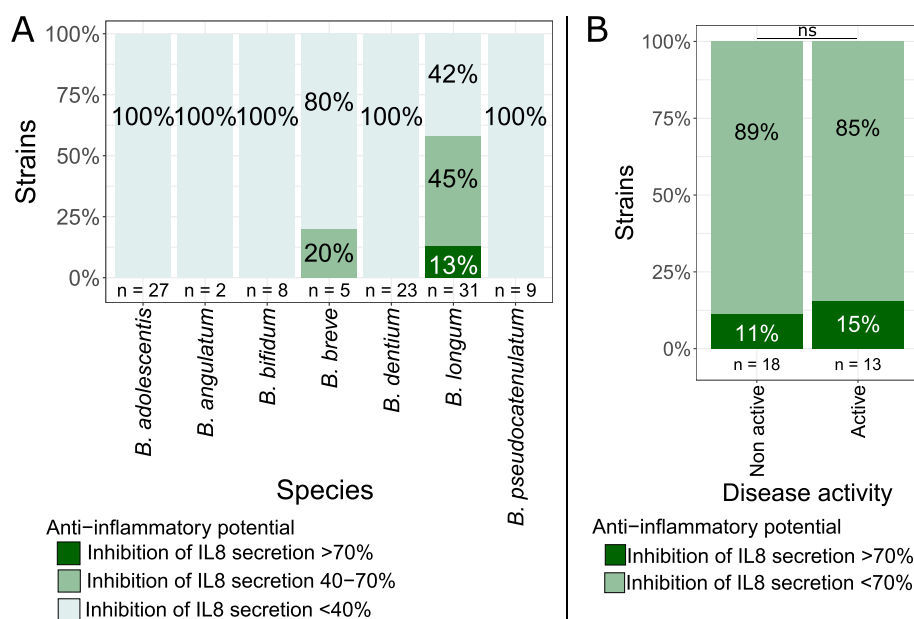 A
100%
75%
50%
25%
0%
Strains
100%
100%
100%
80%
20%
100%
42%
45%
13%
100%
n = 27
n = 2
n = 8
n = 5
n = 23
n = 31
n = 9
B. adolescentis
B. angulatum
B. bifidum
B. breve
B. dentium
B. longum
B. pseudocatenulatum
Species
Anti−inflammatory potential
Inhibition of IL8 secretion >70%
Inhibition of IL8 secretion 40−70%
Inhibition of IL8 secretion <40%
B
ns
100%
75%
50%
25%
0%
Strains
89%
11%
85%
15%
n = 18
n = 13
Non active
Active
Disease activity
Anti−inflammatory potential
Inhibition of IL8 secretion >70%
Inhibition of IL8 secretion <70%